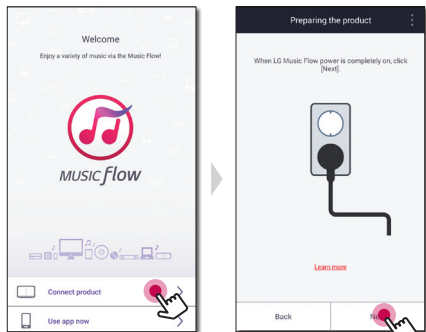 Welcome
Enjoy a variety of music via the Music Flow!
MUSIC flow
Connect product
Use app now
Preparing the product
When LG Music Flow power is completely on, click
[Next].
Learn more
Back